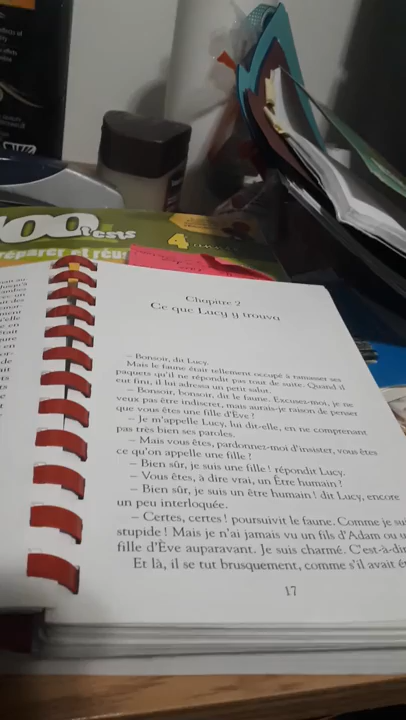 100
Tests
4
préparer et réus
Chapitre 2
Ce que Lucy y trouva
– Bonsoir, dit Lucy.
Mais le faune était tellement occupé à ramasser ses
paquets qu'il ne répondit pas tout de suite. Quand il
eut fini, il lui adressa un petit salut.
– Bonsoir, bonsoir, dit le faune. Excusez-moi, je ne
veux pas être indiscret, mais aurais-je raison de penser
que vous êtes une fille d'Ève ?
– Je m'appelle Lucy, lui dit-elle, en ne comprenant
pas très bien ses paroles.
– Mais vous êtes, pardonnez-moi d'insister, vous êtes
ce qu'on appelle une fille ?
– Bien sûr, je suis une fille ! répondit Lucy.
– Vous êtes, à dire vrai, un Être humain ?
– Bien sûr, je suis un être humain ! dit Lucy, encore
un peu interloquée.
– Certes, certes ! poursuivit le faune. Comme je sui
stupide ! Mais je n'ai jamais vu un fils d'Adam ou u
fille d'Ève auparavant. Je suis charmé. C'est-à-dir
Et là, il se tut brusquement, comme s'il avait ét
17